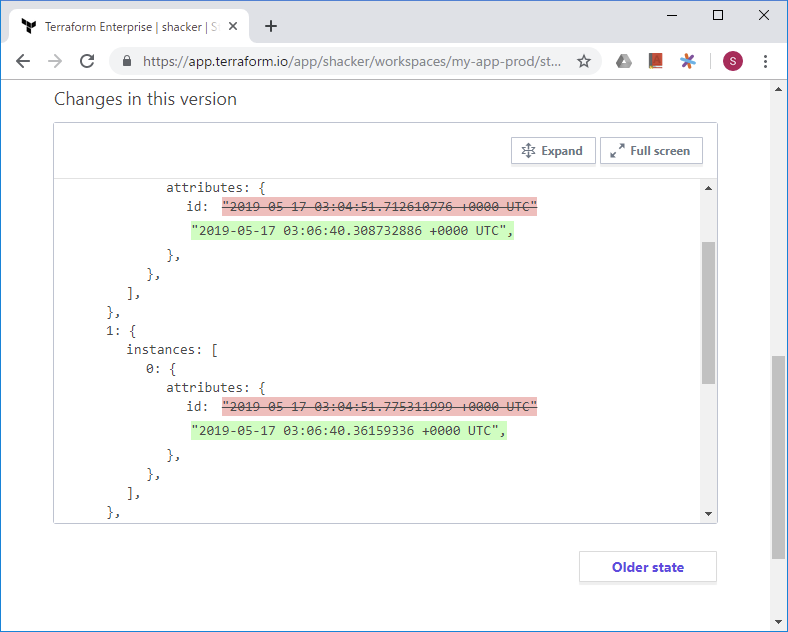 Terraform Enterprise | shacker | S
https://app.terraform.io/app/shacker/workspaces/my-app-prod/st...
S
Changes in this version
Expand
Full screen
attributes: {
id: "2019-05-17 03:04:51.712610776 +0000 UTC"
"2019-05-17 03:06:40.308732886 +0000 UTC",
},
},
],
},
1: {
instances: [
0: {
attributes: {
id: "2019-05-17 03:04:51.775311999 +0000 UTC"
"2019-05-17 03:06:40.36159336 +0000 UTC",
},
},
],
},
Older state